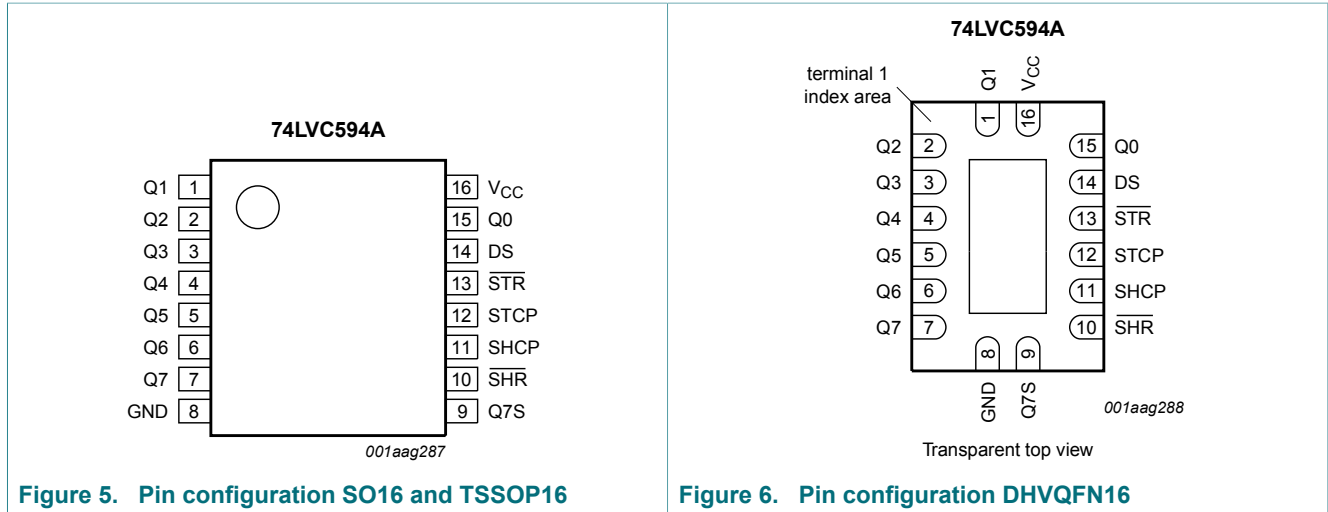 74LVC594A
Q1 1
Q2 2
Q3 3
Q4 4
Q5 5
Q6 6
Q7 7
GND 8
16 VCC
15 Q0
14 DS
13 STR
12 STCP
11 SHCP
10 SHR
9 Q7S
001aag287
Figure 5. Pin configuration SO16 and TSSOP16
74LVC594A
terminal 1
index area
Q1 1
VCC 16
Q2 2
Q3 3
Q4 4
Q5 5
Q6 6
Q7 7
15 Q0
14 DS
13 STR
12 STCP
11 SHCP
10 SHR
8 GND
9 Q7S
001aag288
Transparent top view
Figure 6. Pin configuration DHVQFN16